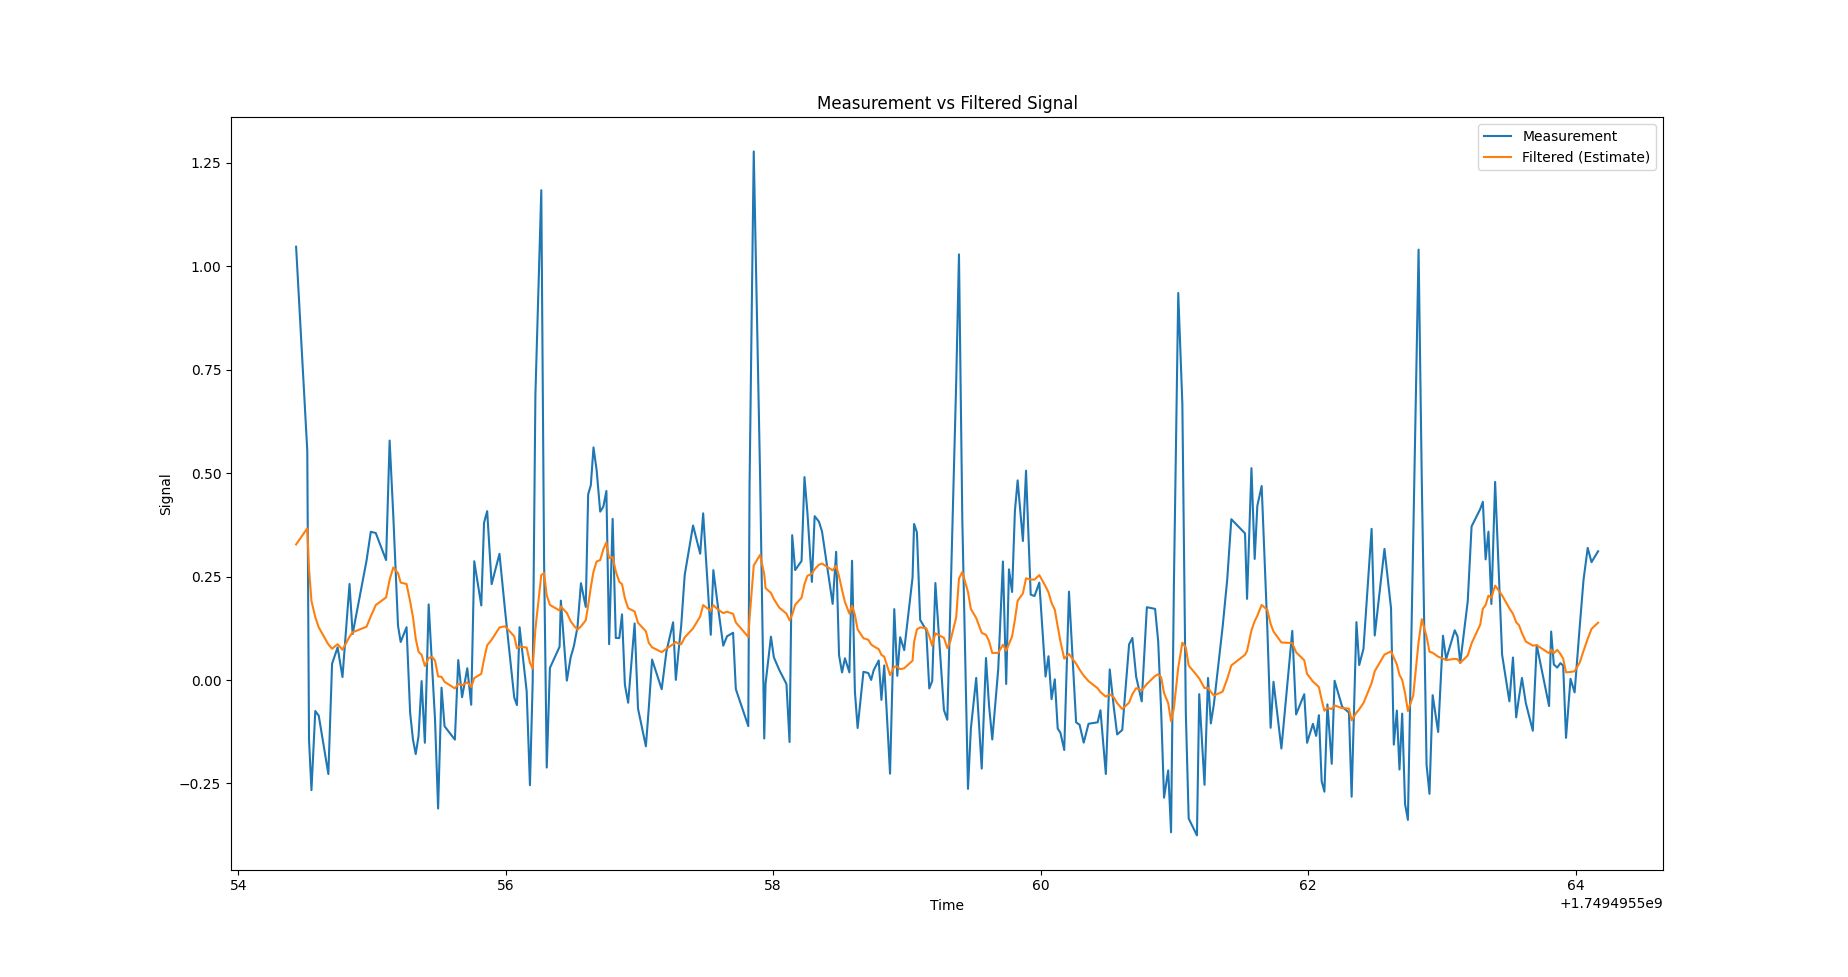 Measurement vs Filtered Signal
Measurement
Filtered (Estimate)
1.25
1.00
0.75
0.50
0.25
0.00
−0.25
Signal
54
56
58
60
62
64
Time
+1.7494955e9